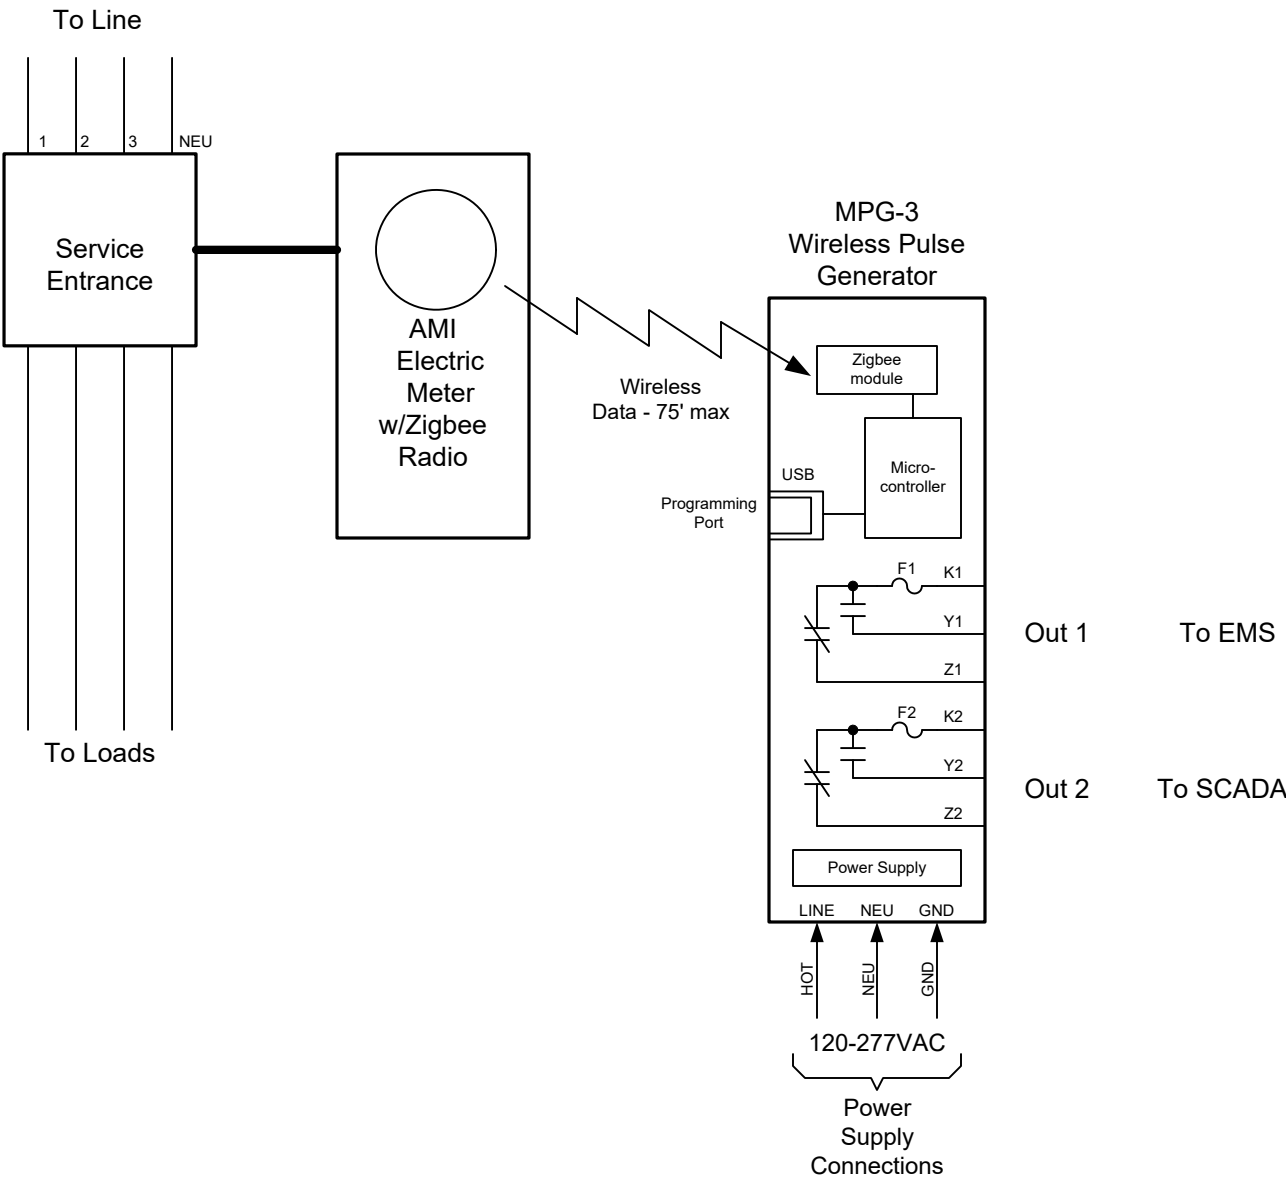 To Line
1 2 3 NEU
Service
Entrance
To Loads
AMI
Electric
Meter
w/Zigbee
Radio
Wireless
Data - 75' max
MPG-3
Wireless Pulse
Generator
Zigbee
module
Micro-
controller
USB
Programming
Port
F1 K1
Y1
Z1
Out 1 To EMS
F2 K2
Y2
Z2
Out 2 To SCADA
Power Supply
LINE NEU GND
HOT NEU GND
120-277VAC
Power
Supply
Connections